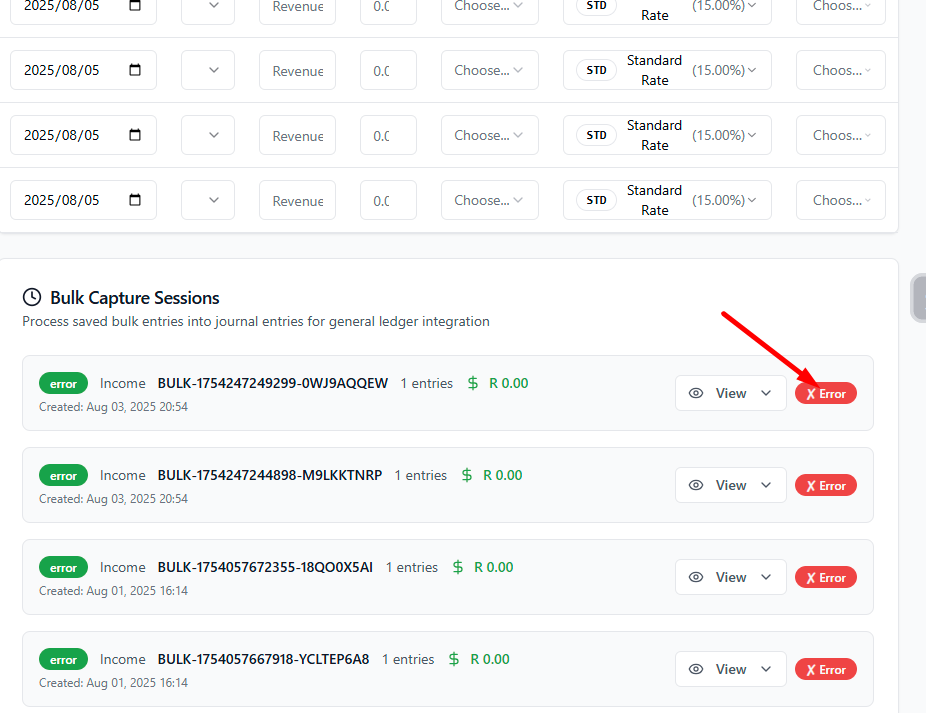 2025/08/05 Revenue 0.0 Choose... STD Standard Rate (15.00%) Choos...
2025/08/05 Revenue 0.0 Choose... STD Standard Rate (15.00%) Choos...
2025/08/05 Revenue 0.0 Choose... STD Standard Rate (15.00%) Choos...
2025/08/05 Revenue 0.0 Choose... STD Standard Rate (15.00%) Choos...
Bulk Capture Sessions
Process saved bulk entries into journal entries for general ledger integration
error Income BULK-1754247249299-0WJ9AQQEW 1 entries $ R 0.00 View X Error
Created: Aug 03, 2025 20:54
error Income BULK-1754247244898-M9LKKTNRP 1 entries $ R 0.00 View X Error
Created: Aug 03, 2025 20:54
error Income BULK-1754057672355-18QO0X5AI 1 entries $ R 0.00 View X Error
Created: Aug 01, 2025 16:14
error Income BULK-1754057667918-YCLTEP6A8 1 entries $ R 0.00 View X Error
Created: Aug 01, 2025 16:14